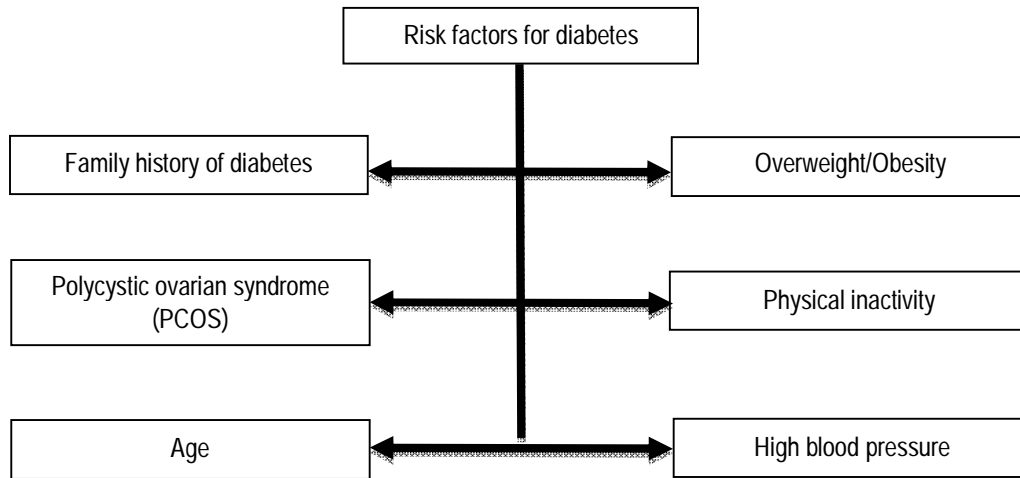 Risk factors for diabetes
Family history of diabetes
Overweight/Obesity
Polycystic ovarian syndrome
(PCOS)
Physical inactivity
Age
High blood pressure